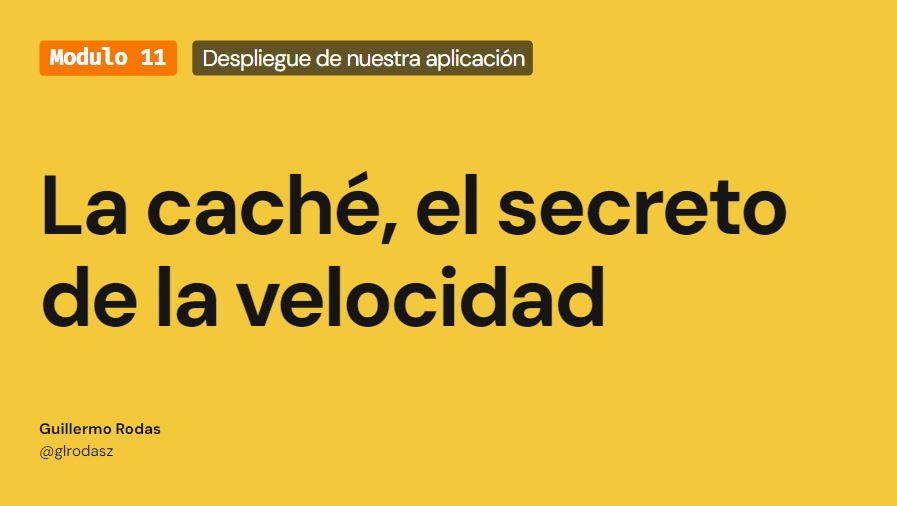 Modulo 11 Despliegue de nuestra aplicación
La caché, el secreto
de la velocidad
Guillermo Rodas
@glrodasz